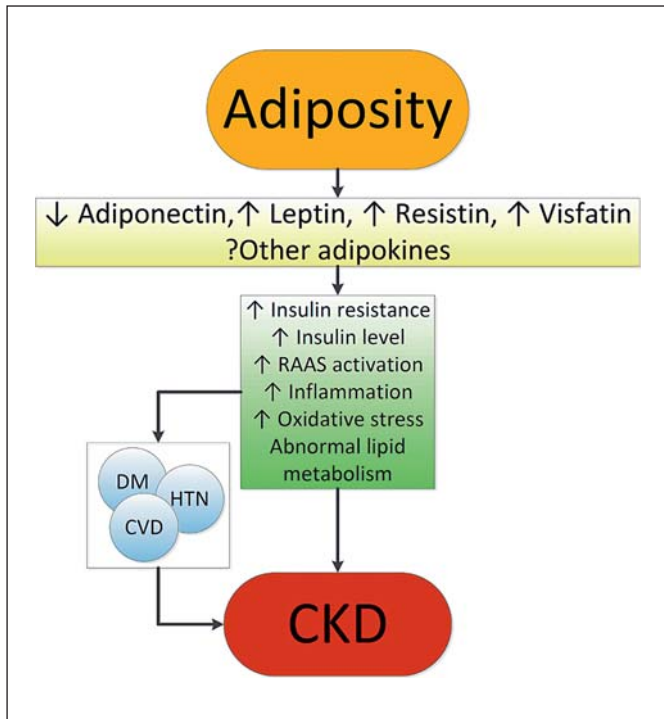 Adiposity
↓ Adiponectin,↑ Leptin, ↑ Resistin, ↑ Visfatin
?Other adipokines
↑ Insulin resistance
↑ Insulin level
↑ RAAS activation
↑ Inflammation
↑ Oxidative stress
Abnormal lipid
metabolism
DM
HTN
CVD
CKD